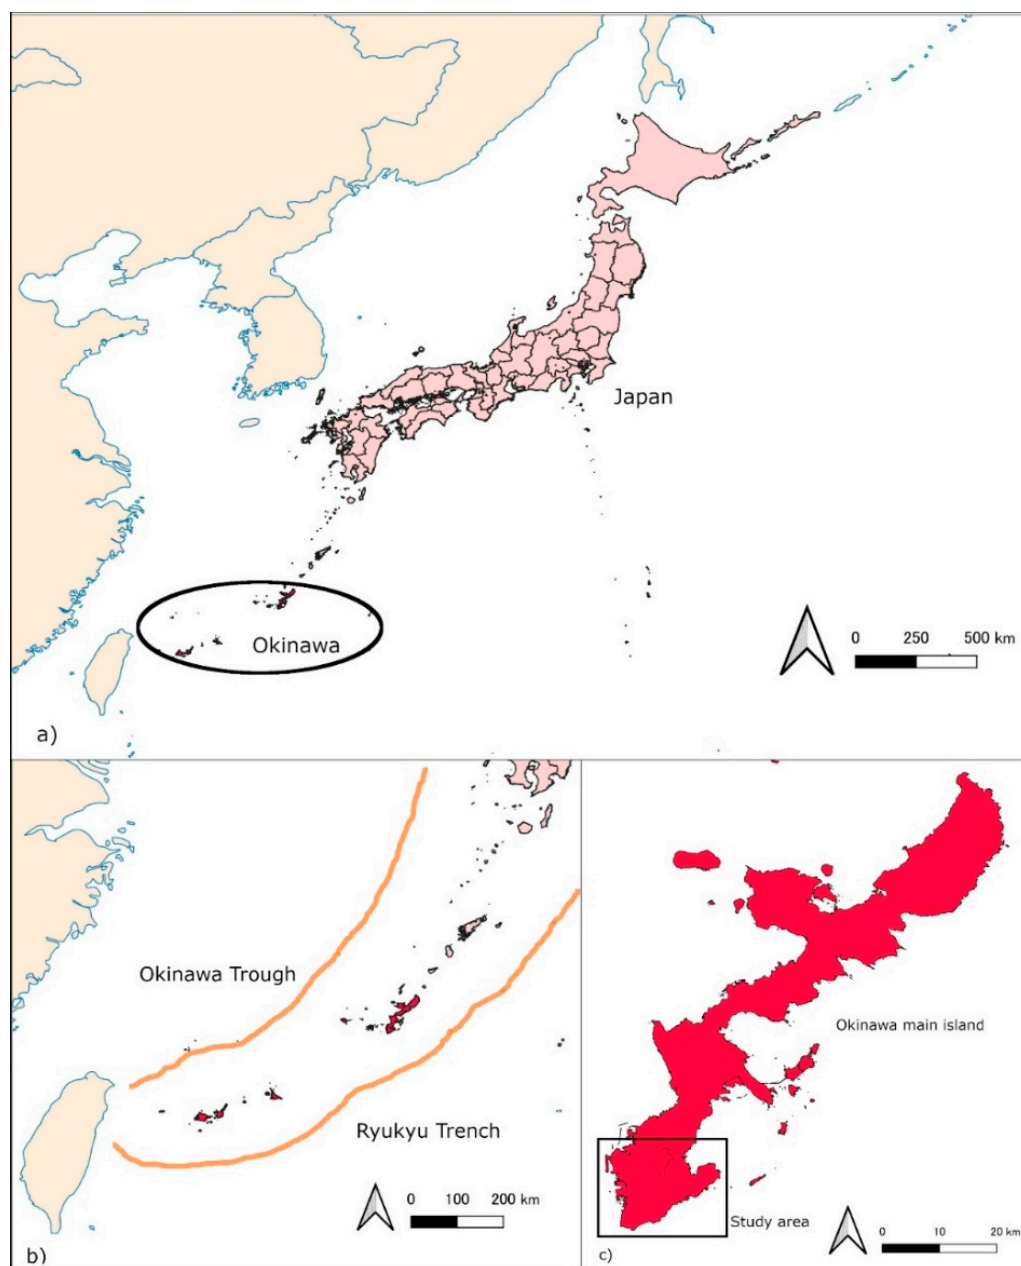 Japan
Okinawa
0 250 500 km
a)
Okinawa Trough
Ryukyu Trench
0 100 200 km
b)
Okinawa main island
Study area
0 10 20 km
c)